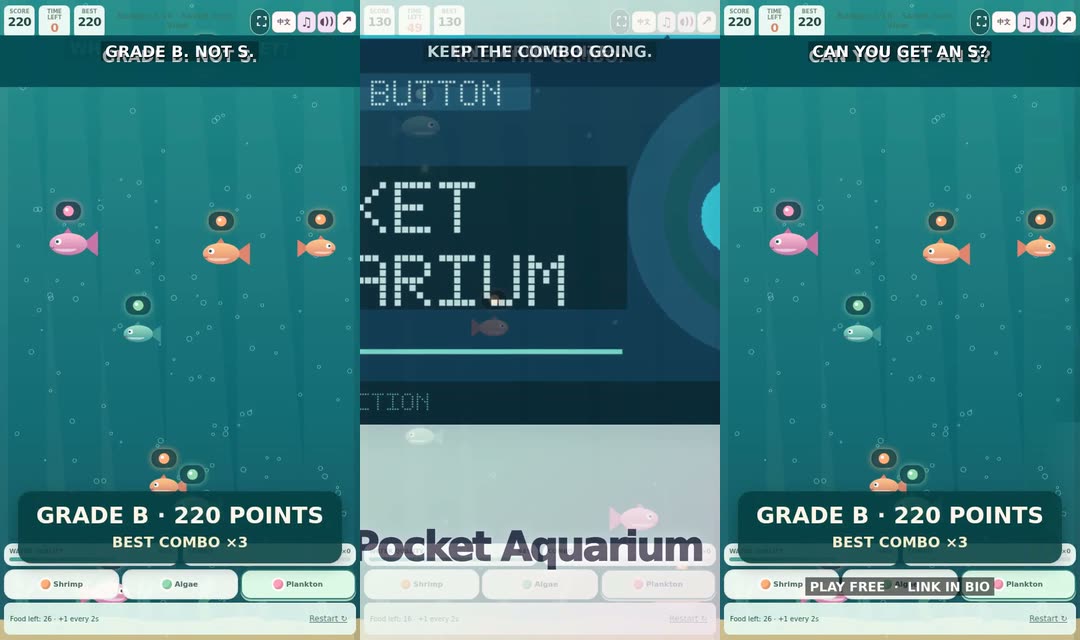 SCORE
220
TIME LEFT
0
BEST
220
中文
GRADE B. NOT S.
GRADE B · 220 POINTS
BEST COMBO ×3
Shrimp
Algae
Plankton
Food left: 26 · +1 every 2s
Restart ↻
SCORE
130
TIME LEFT
49
BEST
130
中文
KEEP THE COMBO GOING.
BUTTON
KET
ARIUM
CTION
Pocket Aquarium
Shrimp
Algae
Plankton
Food left: 16 · +1 every 2s
Restart ↻
SCORE
220
TIME LEFT
0
BEST
220
中文
CAN YOU GET AN S?
GRADE B · 220 POINTS
BEST COMBO ×3
Shrimp
Plankton
PLAY FREE · LINK IN BIO
Food left: 26 · +1 every 2s
Restart ↻